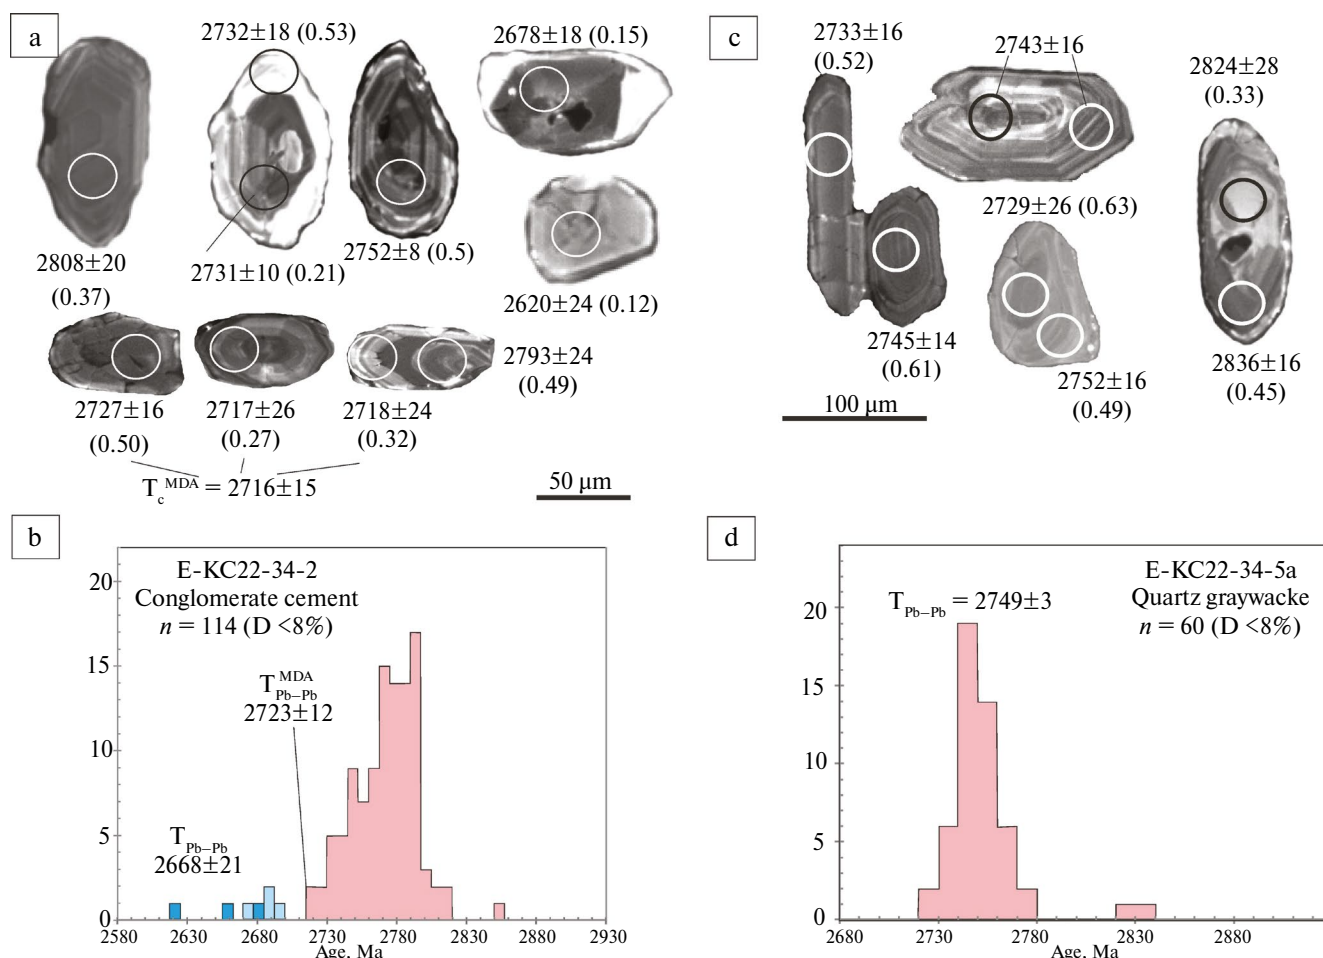 a
2732±18 (0.53)
2678±18 (0.15)
2808±20
(0.37)
2731±10 (0.21)
2752±8 (0.5)
2620±24 (0.12)
2793±24
(0.49)
2727±16
(0.50)
2717±26
(0.27)
2718±24
(0.32)
T_c^MDA = 2716±15
50 µm
c
2733±16
(0.52)
2743±16
2824±28
(0.33)
2729±26 (0.63)
2745±14
(0.61)
2752±16
(0.49)
2836±16
(0.45)
100 µm
b
E-KC22-34-2
Conglomerate cement
n = 114 (D <8%)
T_Pb–Pb^MDA
2723±12
T_Pb–Pb
2668±21
20
15
10
5
0
2580 2630 2680 2730 2780 2830 2880 2930
Age, Ma
d
E-KC22-34-5a
Quartz graywacke
n = 60 (D <8%)
T_Pb–Pb = 2749±3
20
15
10
5
0
2680 2730 2780 2830 2880
Age, Ma